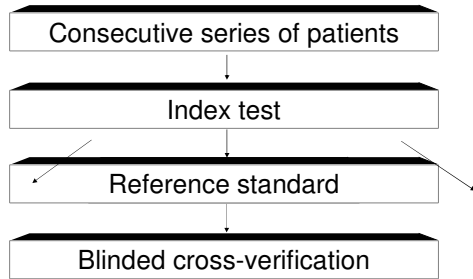 Consecutive series of patients
Index test
Reference standard
Blinded cross-verification